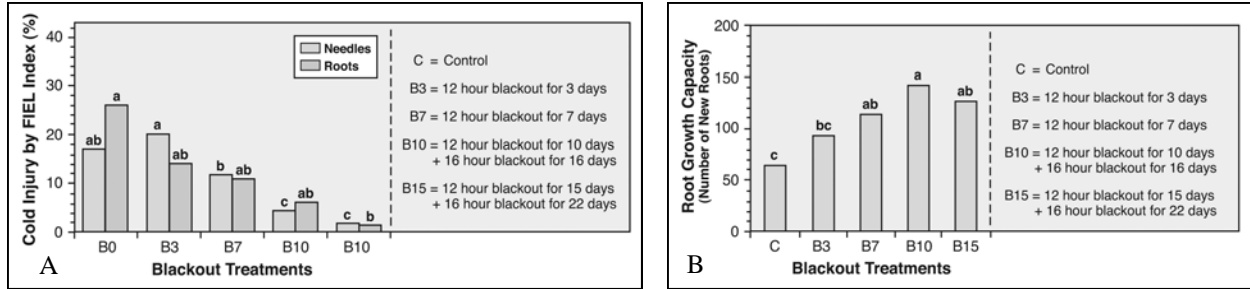 Cold Injury by FIEL Index (%)
40
30
20
10
0
Needles
Roots
ab
a
a
ab
b
ab
c
ab
c
b
B0
B3
B7
B10
B10
Blackout Treatments
A
C = Control
B3 = 12 hour blackout for 3 days
B7 = 12 hour blackout for 7 days
B10 = 12 hour blackout for 10 days
+ 16 hour blackout for 16 days
B15 = 12 hour blackout for 15 days
+ 16 hour blackout for 22 days
Root Growth Capacity
(Number of New Roots)
200
150
100
50
0
c
bc
ab
a
ab
C
B3
B7
B10
B15
Blackout Treatments
B
C = Control
B3 = 12 hour blackout for 3 days
B7 = 12 hour blackout for 7 days
B10 = 12 hour blackout for 10 days
+ 16 hour blackout for 16 days
B15 = 12 hour blackout for 15 days
+ 16 hour blackout for 22 days